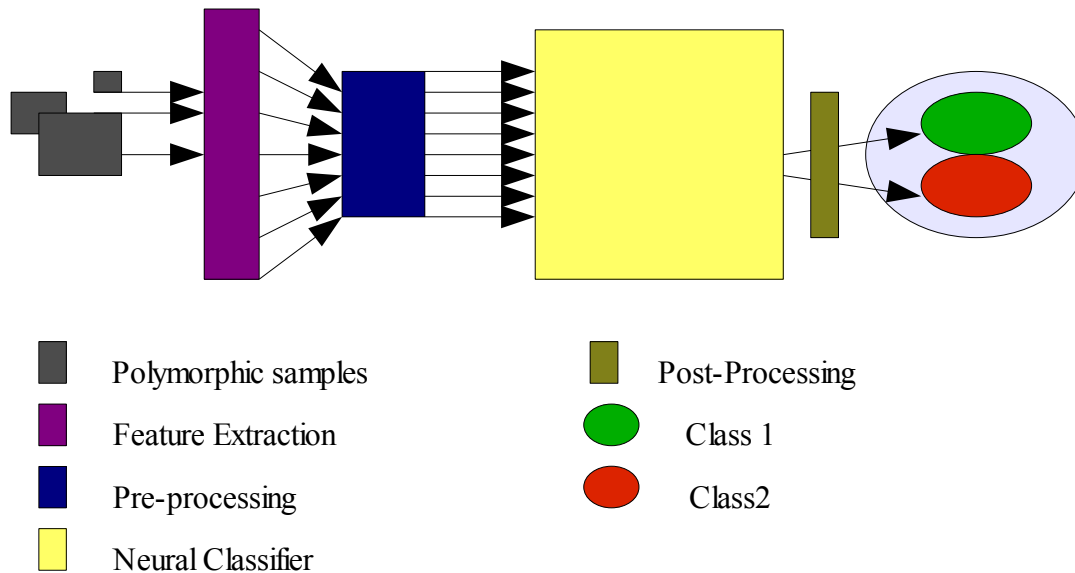 Polymorphic samples
Feature Extraction
Pre-processing
Neural Classifier
Post-Processing
Class 1
Class2